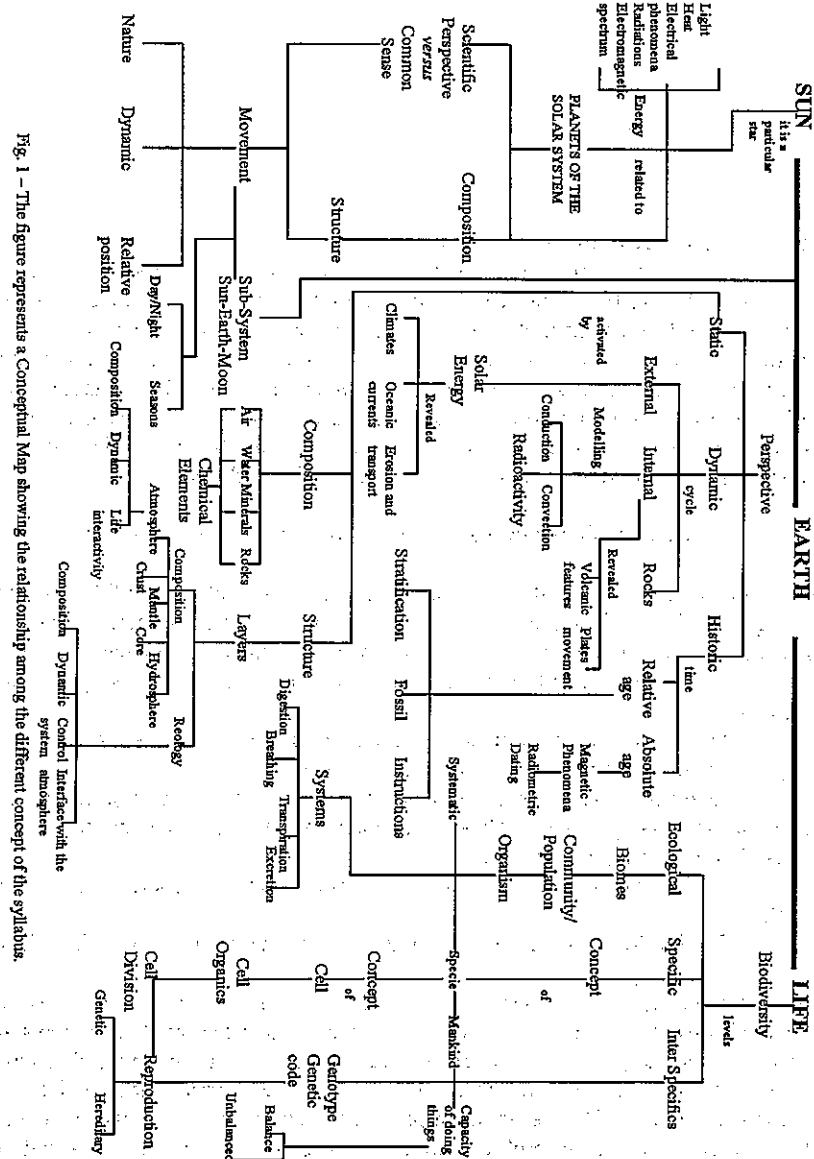 SUN
EARTH
LIFE
it is a
particular
star
Light
Heat
Electrical
phenomena
Radiations
Electromagnetic
spectrum
Energy
related to
PLANETS OF THE
SOLAR SYSTEM
Scientific
Perspective
versus
Common
Sense
Composition
Structure
Movement
Nature
Dynamic
Relative
position
Sub-System
Sun-Earth-Moon
Day/Night
Seasons
Perspective
Static
Dynamic
cycle
Historic
time
activated
by
External
Internal
Rocks
Solar
Energy
Revealed
Climates
Oceanic
currents
Erosion and
transport
Modelling
Conduction
Convection
Radioactivity
Revealed
Volcanic
features
Plates
movement
Relative
age
Absolute
age
Magnetic
Phenomena
Radiometric
Dating
Stratification
Fossil
Instructions
Composition
Air
Water
Minerals
Rocks
Chemical
Elements
Structure
Layers
Composition
Reology
Atmosphere
Crust
Mantle
Core
Hydrosphere
Composition
Dynamic
Life
interactivity
Composition
Dynamic
Control
system
Interface with the
atmosphere
Biodiversity
levels
Ecological
Specific
Inter Specifics
Biomes
Community/
Population
Organism
Systems
Digestion
Breathing
Transpiration
Excretion
Concept
of
Systematic
Specie
Mankind
Capacity
of doing
things
Balance
Unbalanced
Concept
of
Cell
Cell
Organics
Cell
Division
Genotype
Genetic
code
Reproduction
Genetic
Hereditary
Fig. 1 – The figure represents a Conceptual Map showing the relationship among the different concept of the syllabus.